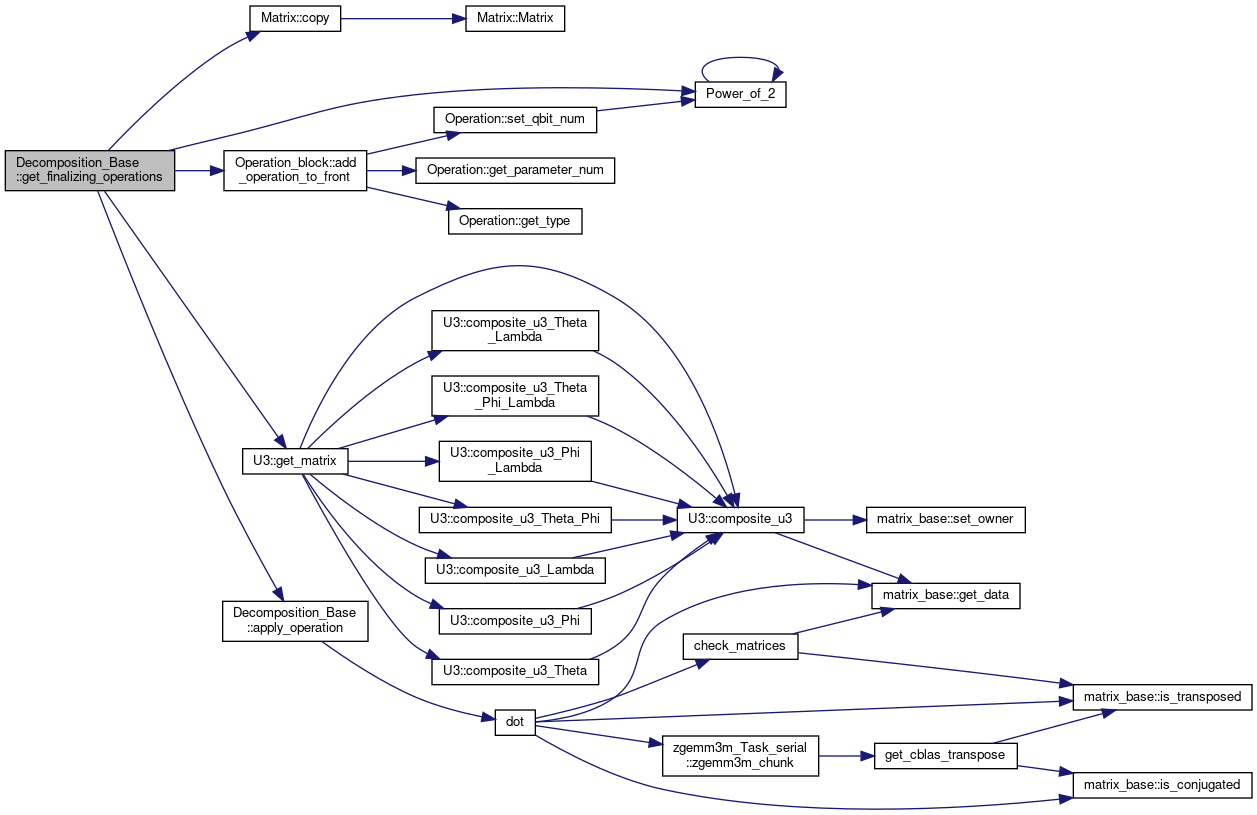 Matrix::copy
Matrix::Matrix
Power_of_2
Operation::set_qbit_num
Decomposition_Base
::get_finalizing_operations
Operation_block::add
_operation_to_front
Operation::get_parameter_num
Operation::get_type
U3::composite_u3_Theta
_Lambda
U3::composite_u3_Theta
_Phi_Lambda
U3::get_matrix
U3::composite_u3_Phi
_Lambda
U3::composite_u3_Theta_Phi
U3::composite_u3
matrix_base::set_owner
U3::composite_u3_Lambda
matrix_base::get_data
Decomposition_Base
::apply_operation
U3::composite_u3_Phi
check_matrices
U3::composite_u3_Theta
matrix_base::is_transposed
dot
zgemm3m_Task_serial
::zgemm3m_chunk
get_cblas_transpose
matrix_base::is_conjugated